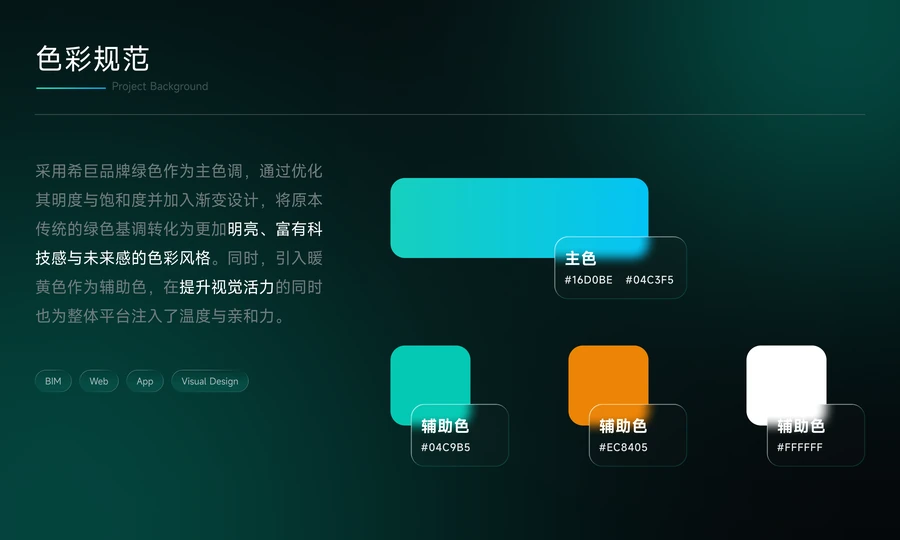 色彩规范
Project Background
采用希巨品牌绿色作为主色调，通过优化
其明度与饱和度并加入渐变设计，将原本
传统的绿色基调转化为更加明亮、富有科
技感与未来感的色彩风格。同时，引入暖
黄色作为辅助色，在提升视觉活力的同时
也为整体平台注入了温度与亲和力。
BIM
Web
App
Visual Design
主色
#16D0BE #04C3F5
辅助色
#04C9B5
辅助色
#EC8405
辅助色
#FFFFFF